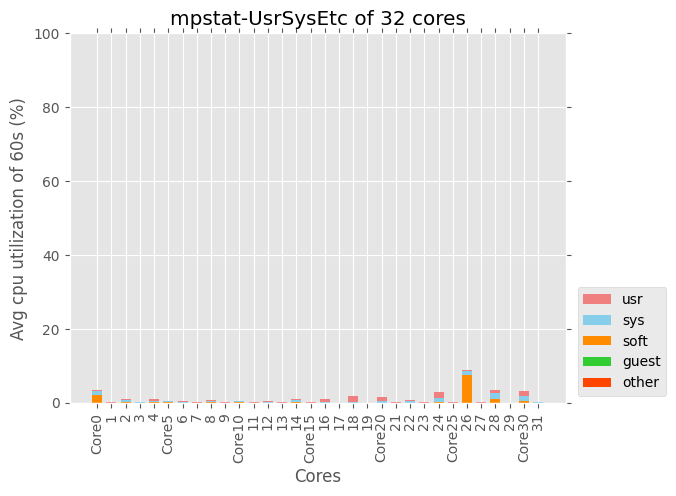 mpstat-UsrSysEtc of 32 cores
Avg cpu utilization of 60s (%)
100
80
60
40
20
0
Core0
1
2
3
4
Core5
6
7
8
9
Core10
11
12
13
14
Core15
16
17
18
19
Core20
21
22
23
24
Core25
26
27
28
29
Core30
31
Cores
usr
sys
soft
guest
other